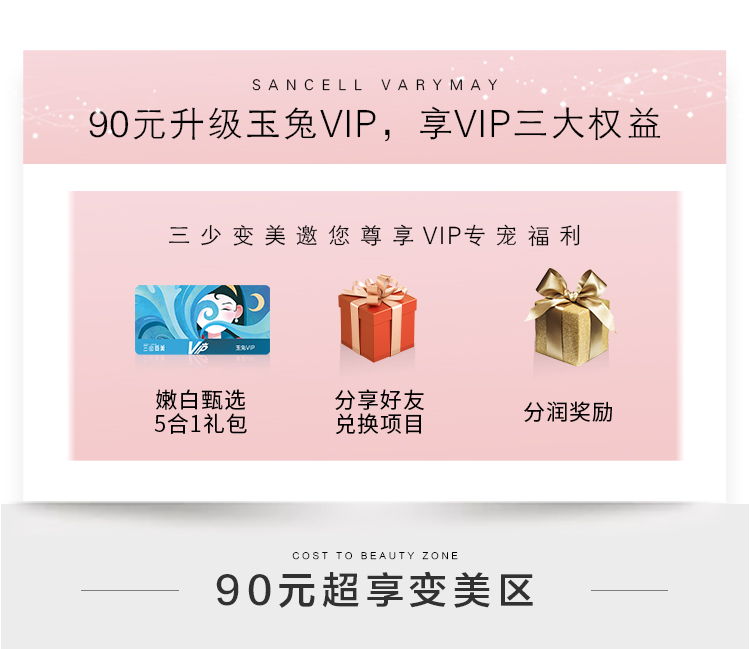 SANCELL VARYMAY
90元升级玉兔VIP，享VIP三大权益
三少变美邀您尊享VIP专宠福利
VIP
玉兔VIP
嫩白甄选
5合1礼包
分享好友
兑换项目
分润奖励
COST TO BEAUTY ZONE
90元超享变美区